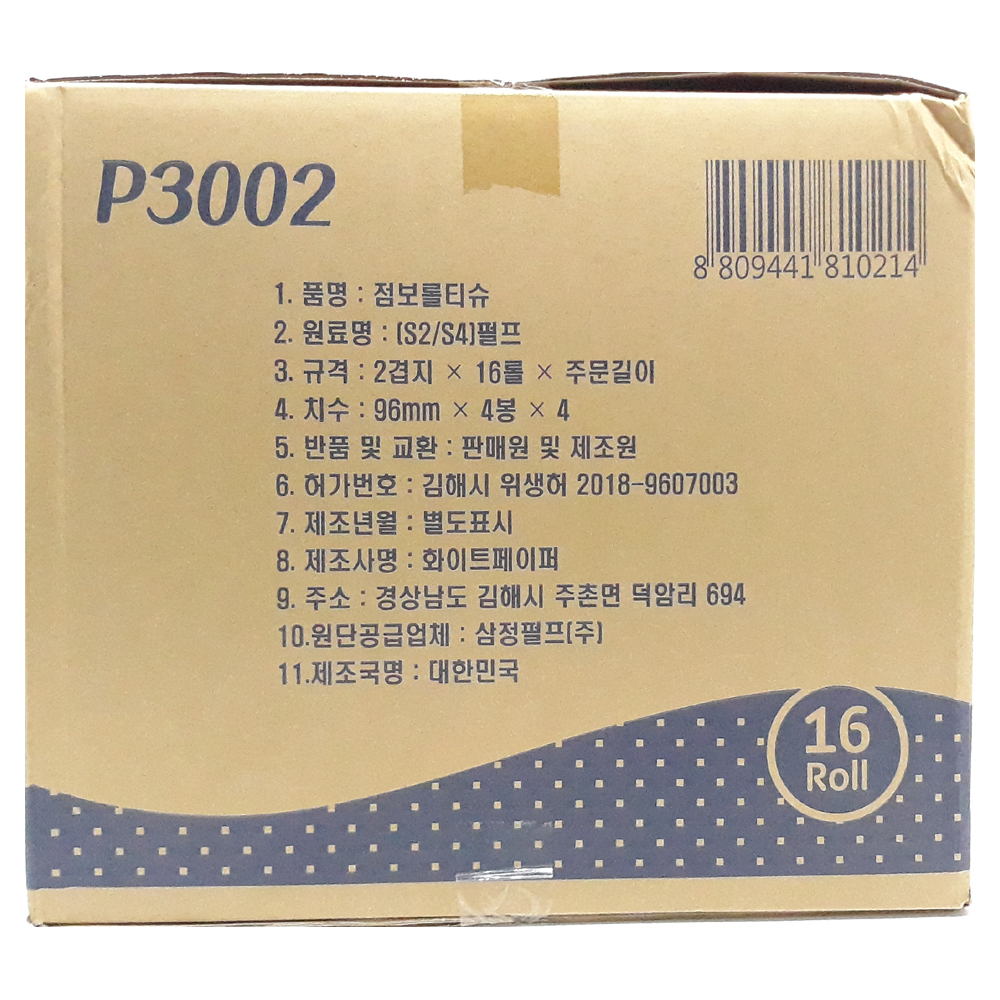 P3002
8 809441 810214
1. 품명 : 점보롤티슈
2. 원료명 : (S2/S4)펄프
3. 규격 : 2겹지 × 16롤 × 주문길이
4. 치수 : 96mm × 4봉 × 4
5. 반품 및 교환 : 판매원 및 제조원
6. 허가번호 : 김해시 위생허 2018-9607003
7. 제조년월 : 별도표시
8. 제조사명 : 화이트페이퍼
9. 주소 : 경상남도 김해시 주촌면 덕암리 694
10.원단공급업체 : 삼정펄프(주)
11.제조국명 : 대한민국
16
Roll